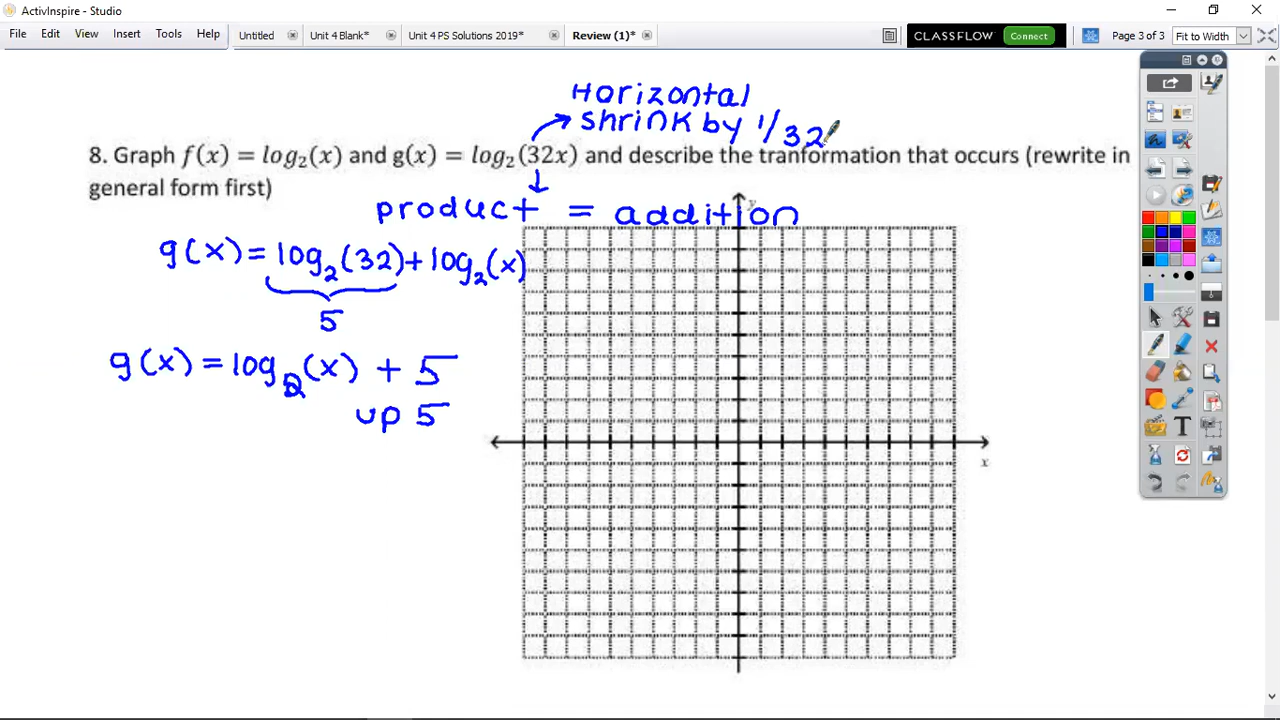 ActivInspire - Studio
File Edit View Insert Tools Help Untitled Unit 4 Blank* Unit 4 PS Solutions 2019* Review (1)* CLASSFLOW Connect Page 3 of 3 Fit to Width
Horizontal
shrink by 1/32
8. Graph f(x) = log₂(x) and g(x) = log₂(32x) and describe the tranformation that occurs (rewrite in
general form first)
product = addition
y
g(x) = log₂(32) + log₂(x)
5
g(x) = log₂(x) + 5
up 5
x